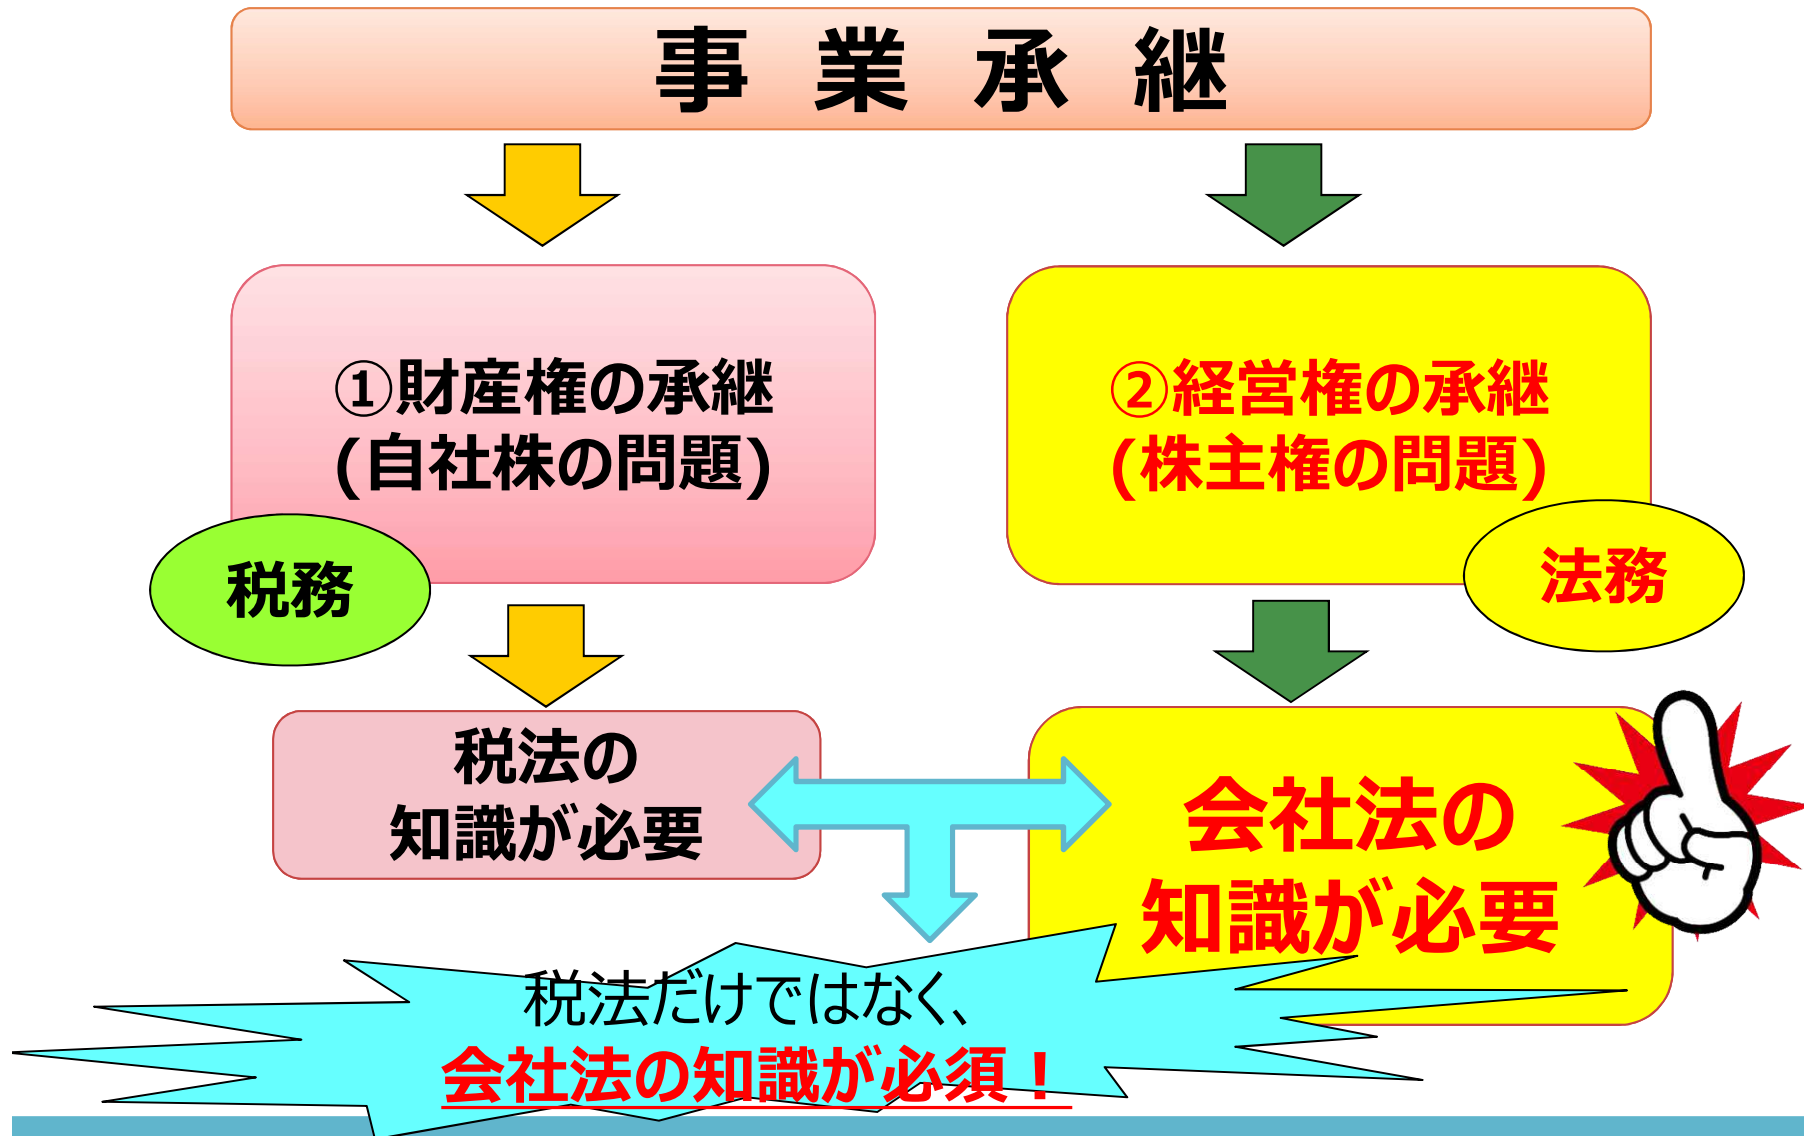 事 業 承 継
①財産権の承継
(自社株の問題)
税務
②経営権の承継
(株主権の問題)
法務
税法の
知識が必要
会社法の
知識が必要
税法だけではなく、
会社法の知識が必須！